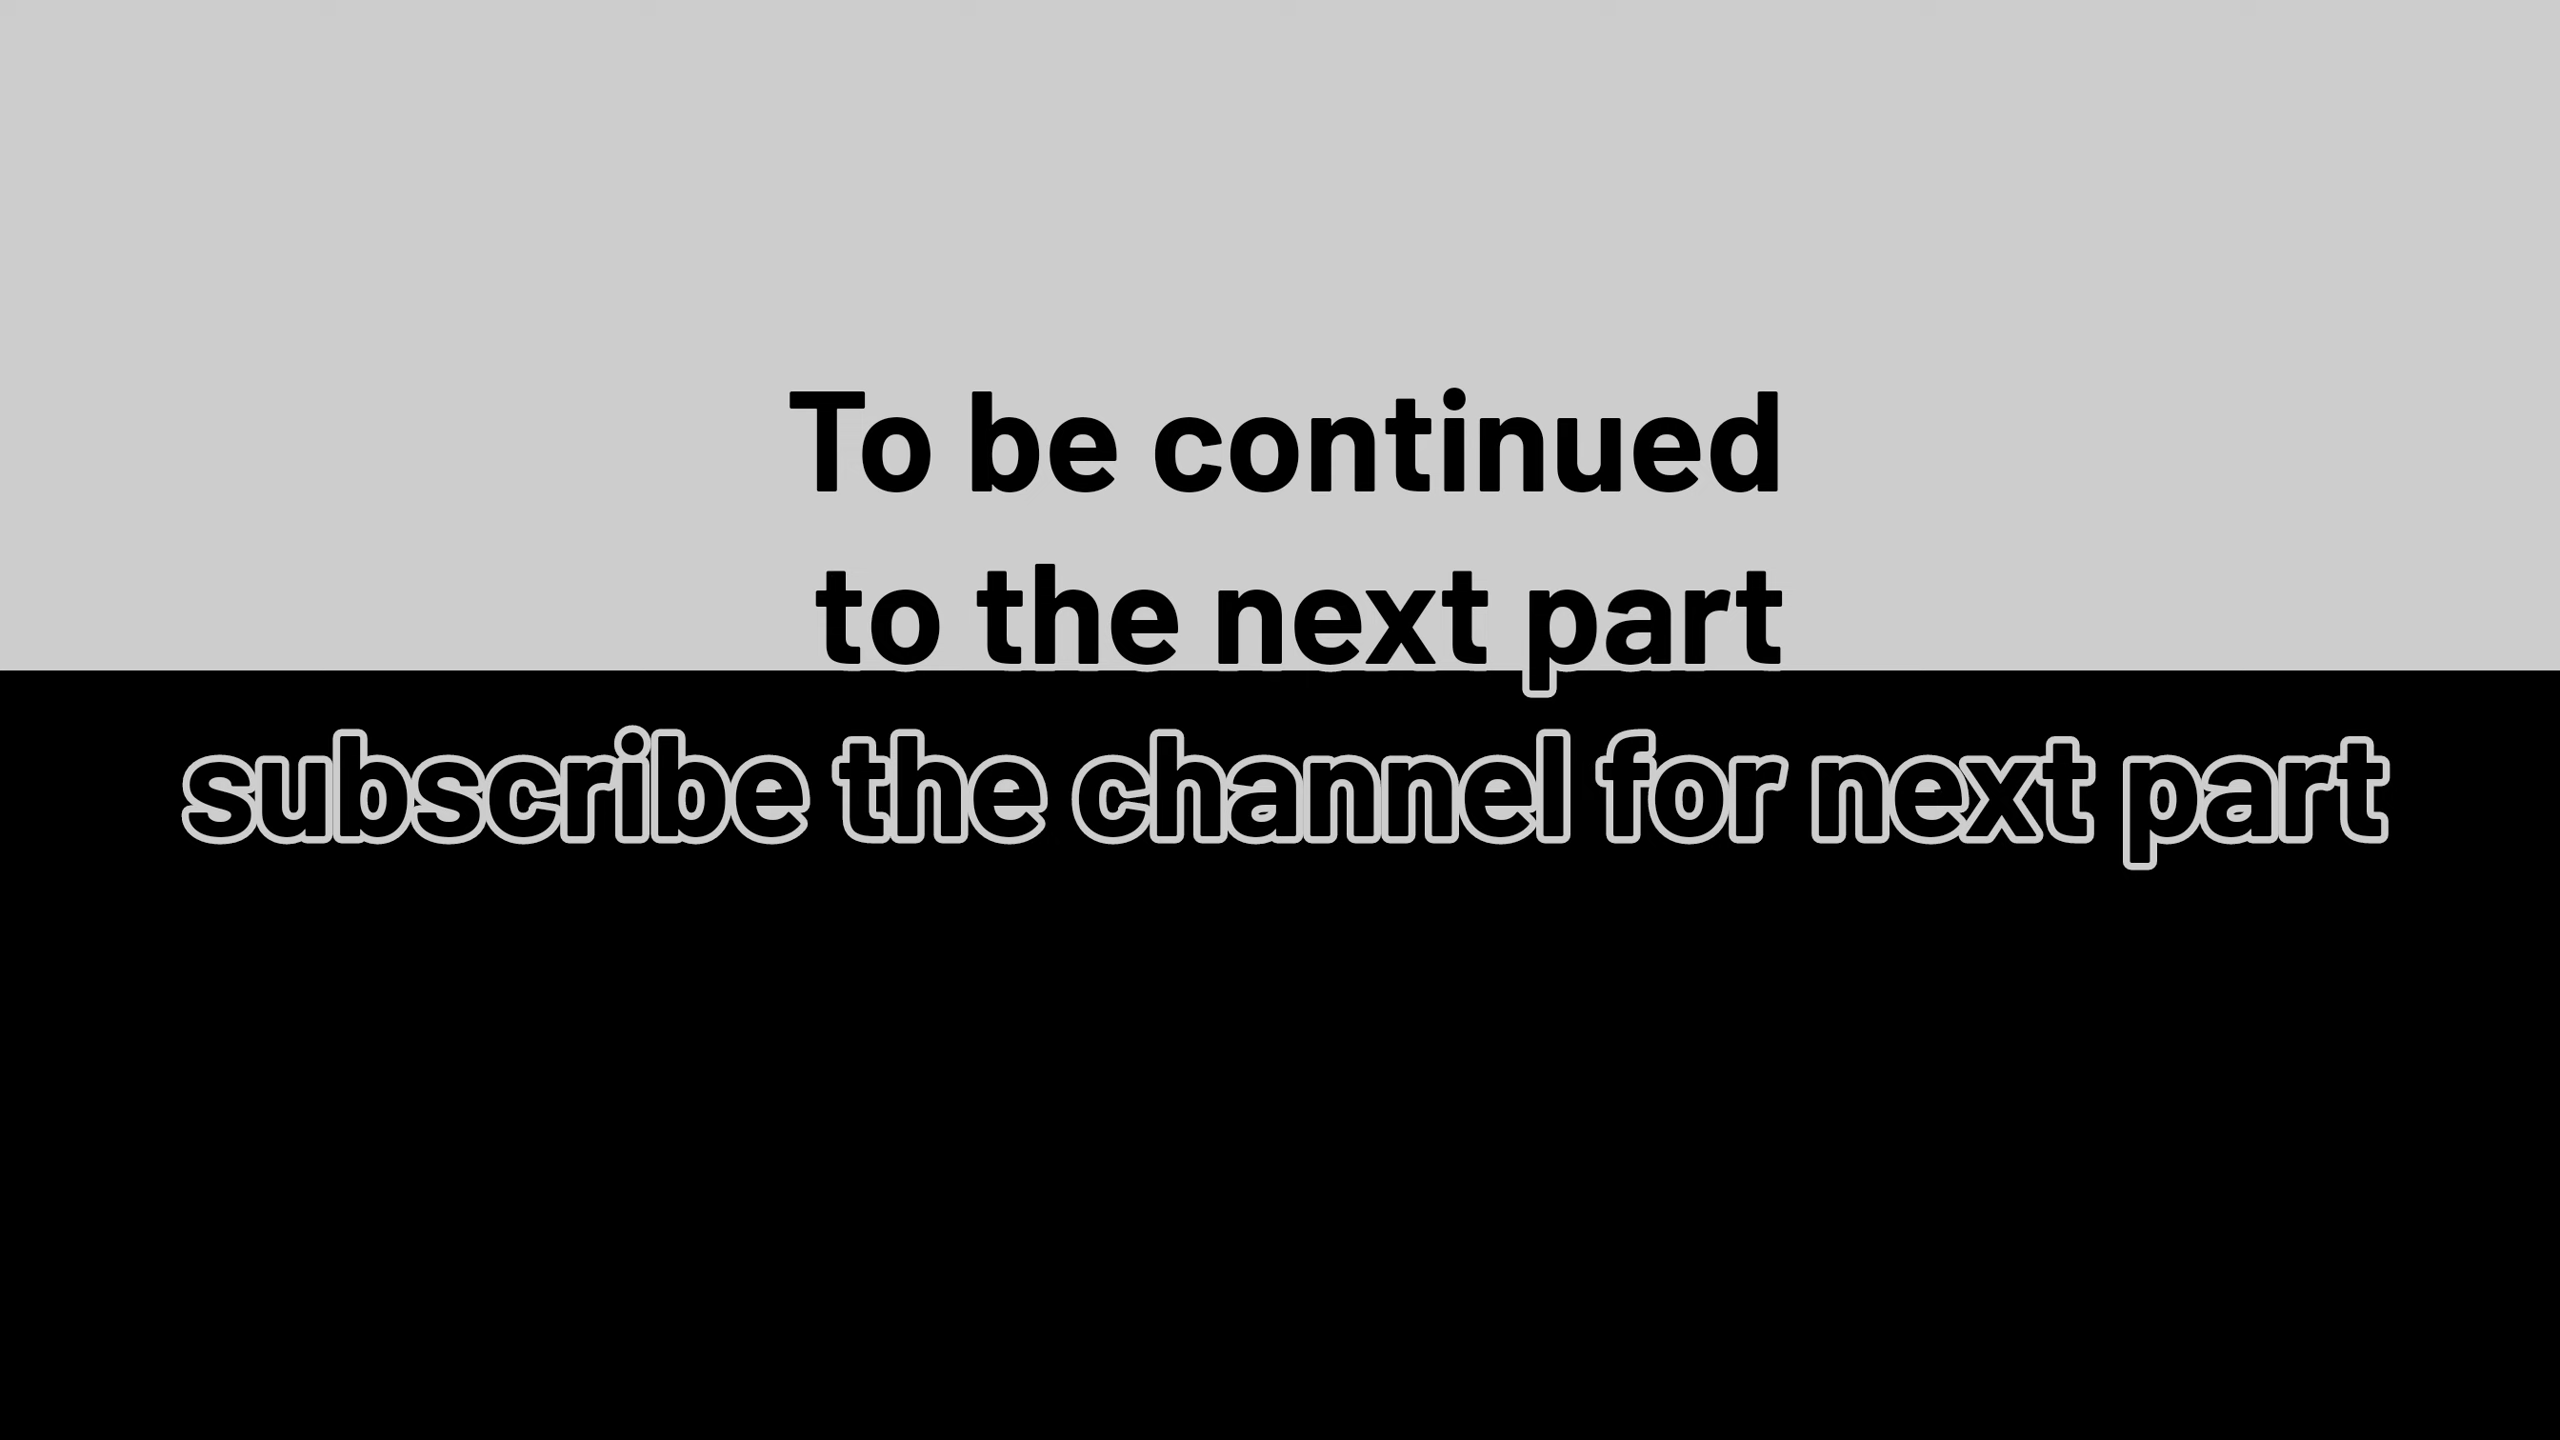 To be continued
to the next part
subscribe the channel for next part